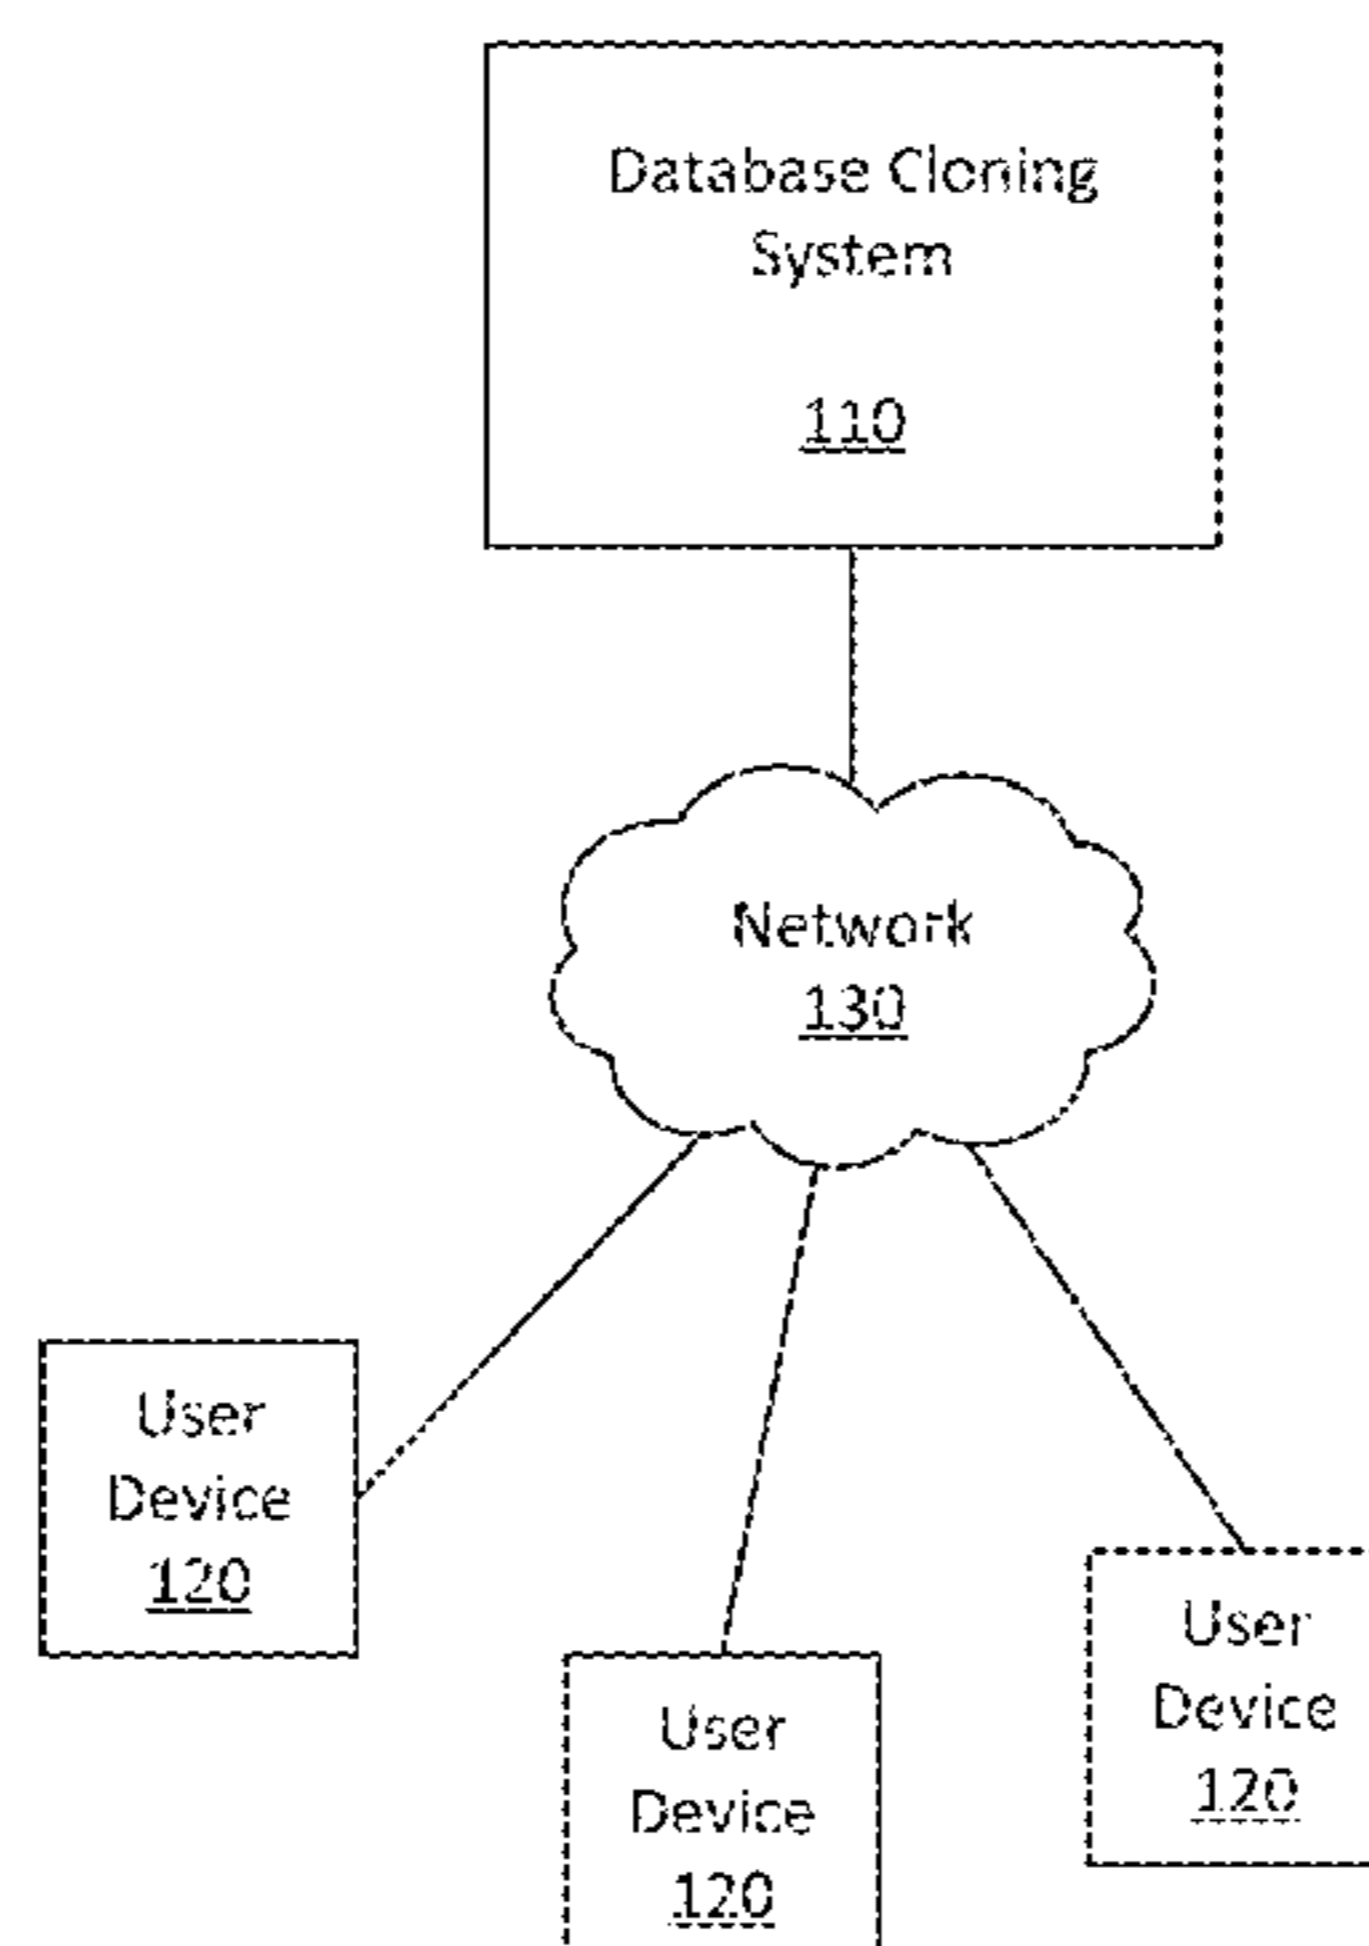 Database Cloning
System
110
Network
130
User
Device
120
User
Device
120
User
Device
120